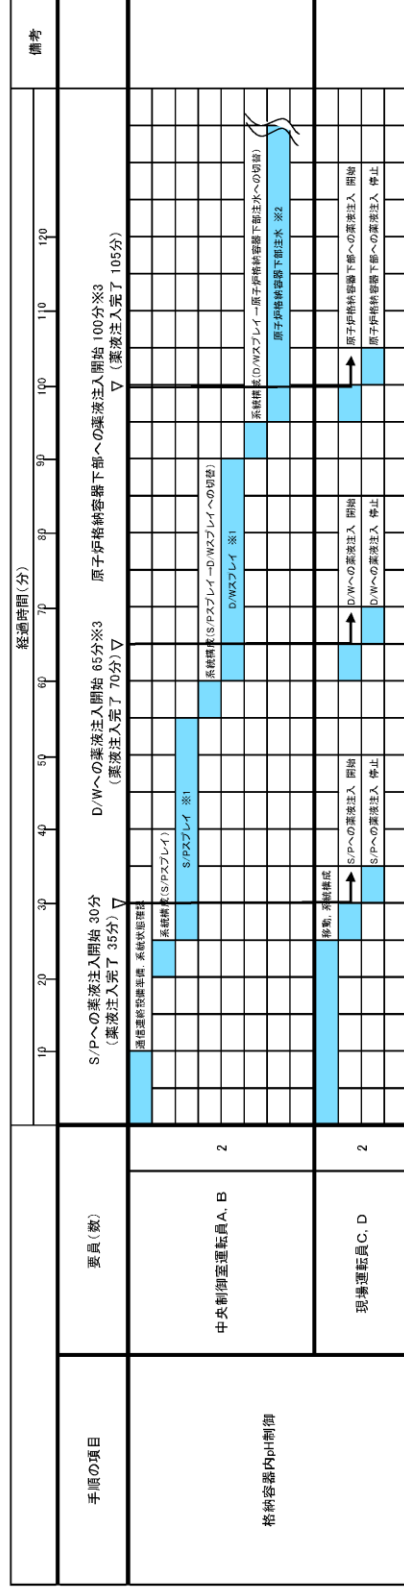 手順の項目
要員(数)
経過時間(分)
備考
10
20
30
40
50
60
70
80
90
100
110
120
S/Pへの薬液注入開始 30分
(薬液注入完了 35分)
D/Wへの薬液注入開始 65分※3
(薬液注入完了 70分)
原子炉格納容器下部への薬液注入開始 100分※3
(薬液注入完了 105分)
格納容器内pH制御
中央制御室運転員A, B
2
通信連絡設備準備, 系統状態確認
系統構成(S/Pスプレイ)
S/Pスプレイ ※1
系統構成(S/Pスプレイ→D/Wスプレイへの切替)
D/Wスプレイ ※1
系統構成(D/Wスプレイ→原子炉格納容器下部注水への切替)
原子炉格納容器下部注水 ※2
現場運転員C, D
2
移動, 系統構成
S/Pへの薬液注入 開始
S/Pへの薬液注入 停止
D/Wへの薬液注入 開始
D/Wへの薬液注入 停止
原子炉格納容器下部への薬液注入 開始
原子炉格納容器下部への薬液注入 停止